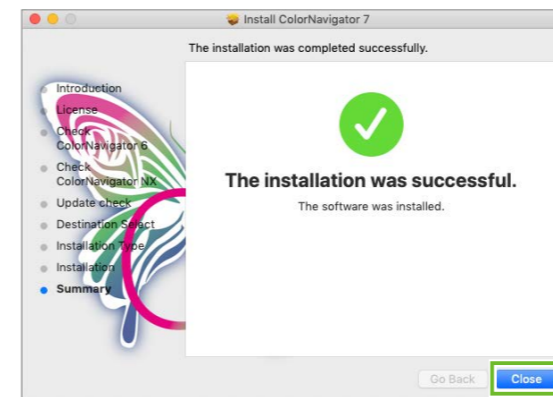 Install ColorNavigator 7
The installation was completed successfully.
Introduction
License
Check
ColorNavigator 6
Check
ColorNavigator NX
Update check
Destination Select
Installation Type
Installation
Summary
The installation was successful.
The software was installed.
Go Back
Close